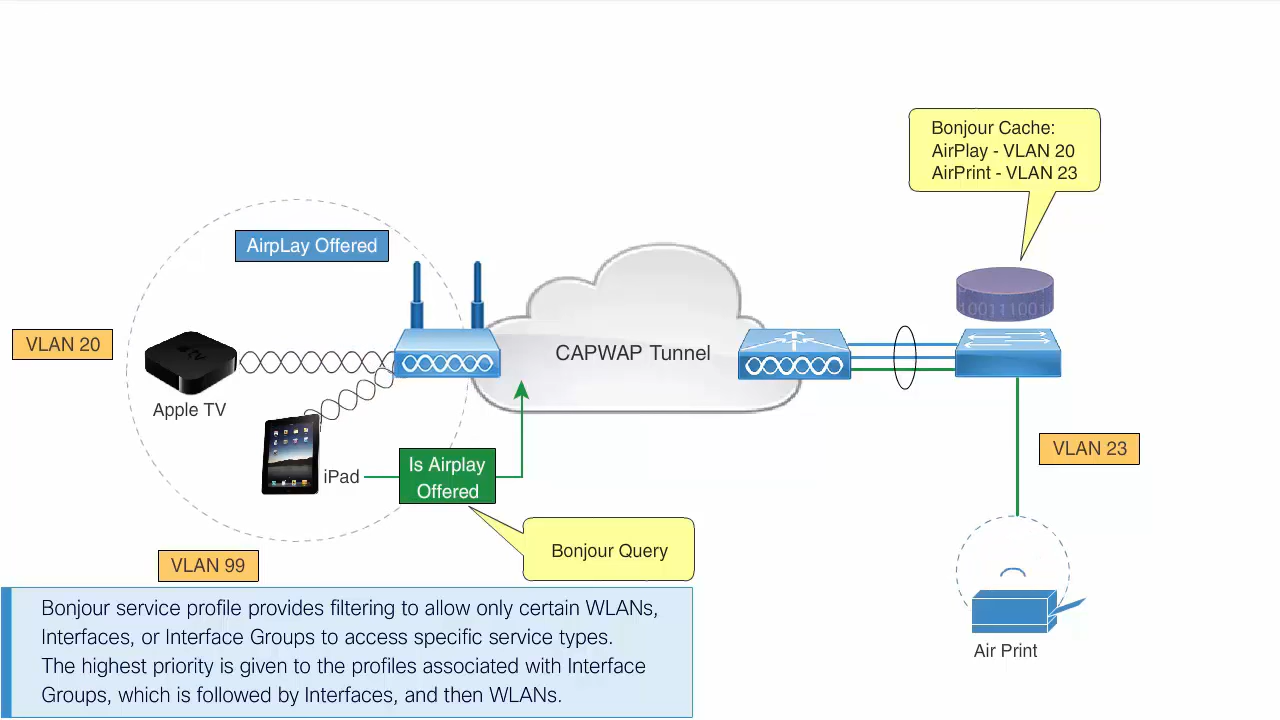 Bonjour Cache:
AirPlay - VLAN 20
AirPrint - VLAN 23
AirpLay Offered
VLAN 20
tv
Apple TV
CAPWAP Tunnel
100111001
iPad
Is Airplay
Offered
VLAN 23
Bonjour Query
VLAN 99
Bonjour service profile provides filtering to allow only certain WLANs,
Interfaces, or Interface Groups to access specific service types.
The highest priority is given to the profiles associated with Interface
Groups, which is followed by Interfaces, and then WLANs.
Air Print